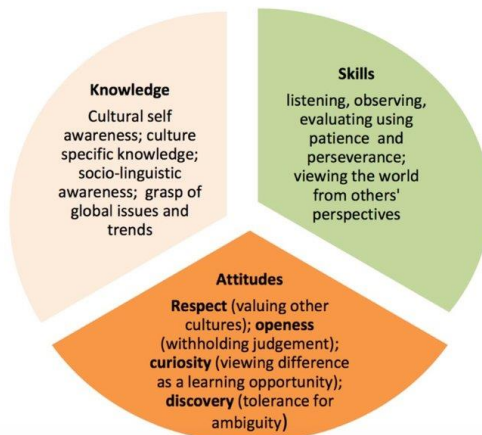 Knowledge
Cultural self
awareness; culture
specific knowledge;
socio-linguistic
awareness; grasp of
global issues and
trends
Skills
listening, observing,
evaluating using
patience and
perseverance;
viewing the world
from others'
perspectives
Attitudes
Respect (valuing other
cultures); openess
(withholding judgement);
curiosity (viewing difference
as a learning opportunity);
discovery (tolerance for
ambiguity)